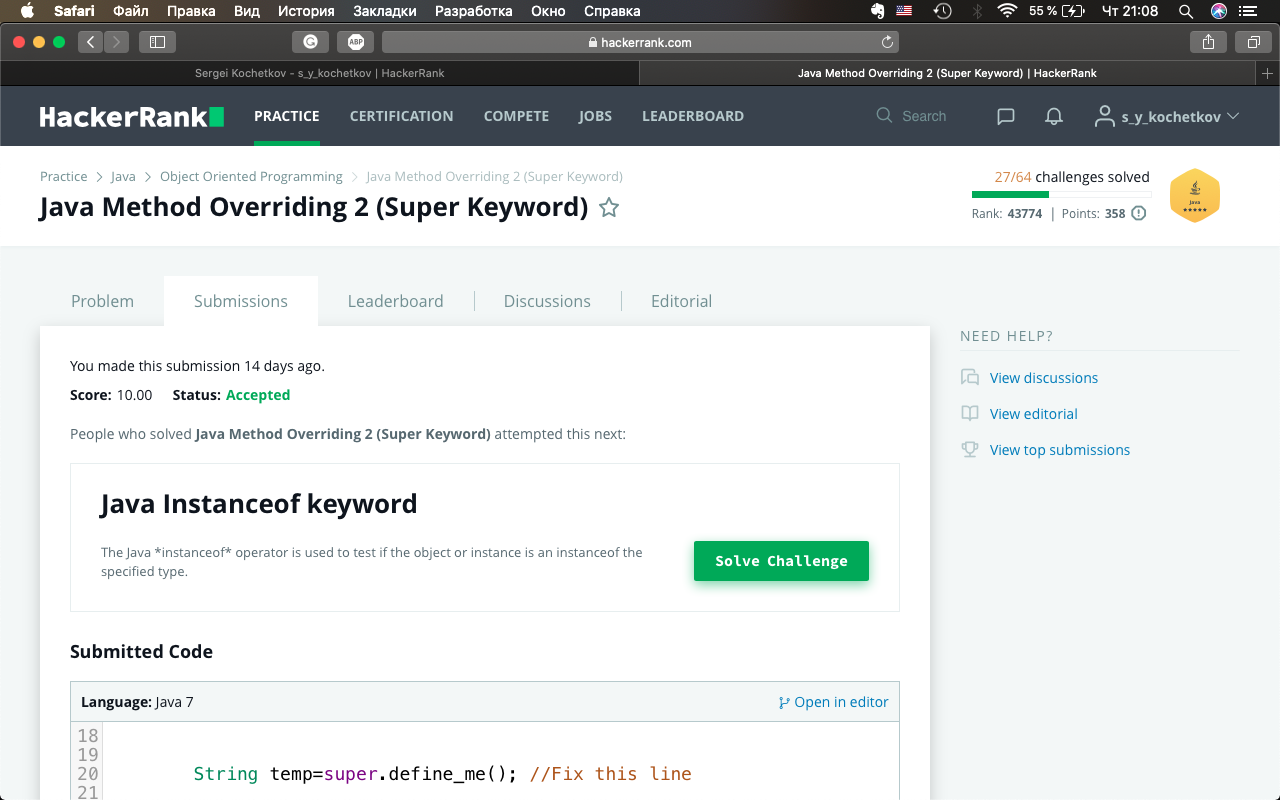 Safari Файл Правка Вид История Закладки Разработка Окно Справка 55 % Чт 21:08
ABP hackerrank.com
Sergei Kochetkov - s_y_kochetkov | HackerRank Java Method Overriding 2 (Super Keyword) | HackerRank +
HackerRank PRACTICE CERTIFICATION COMPETE JOBS LEADERBOARD Search s_y_kochetkov
Practice > Java > Object Oriented Programming > Java Method Overriding 2 (Super Keyword)
Java Method Overriding 2 (Super Keyword)
27/64 challenges solved
Rank: 43774 | Points: 358
Java
Problem Submissions Leaderboard Discussions Editorial
You made this submission 14 days ago.
Score: 10.00 Status: Accepted
People who solved Java Method Overriding 2 (Super Keyword) attempted this next:
Java Instanceof keyword
The Java *instanceof* operator is used to test if the object or instance is an instanceof the
specified type.
Solve Challenge
Submitted Code
Language: Java 7 Open in editor
18
19
20 String temp=super.define_me(); //Fix this line
21
NEED HELP?
View discussions
View editorial
View top submissions